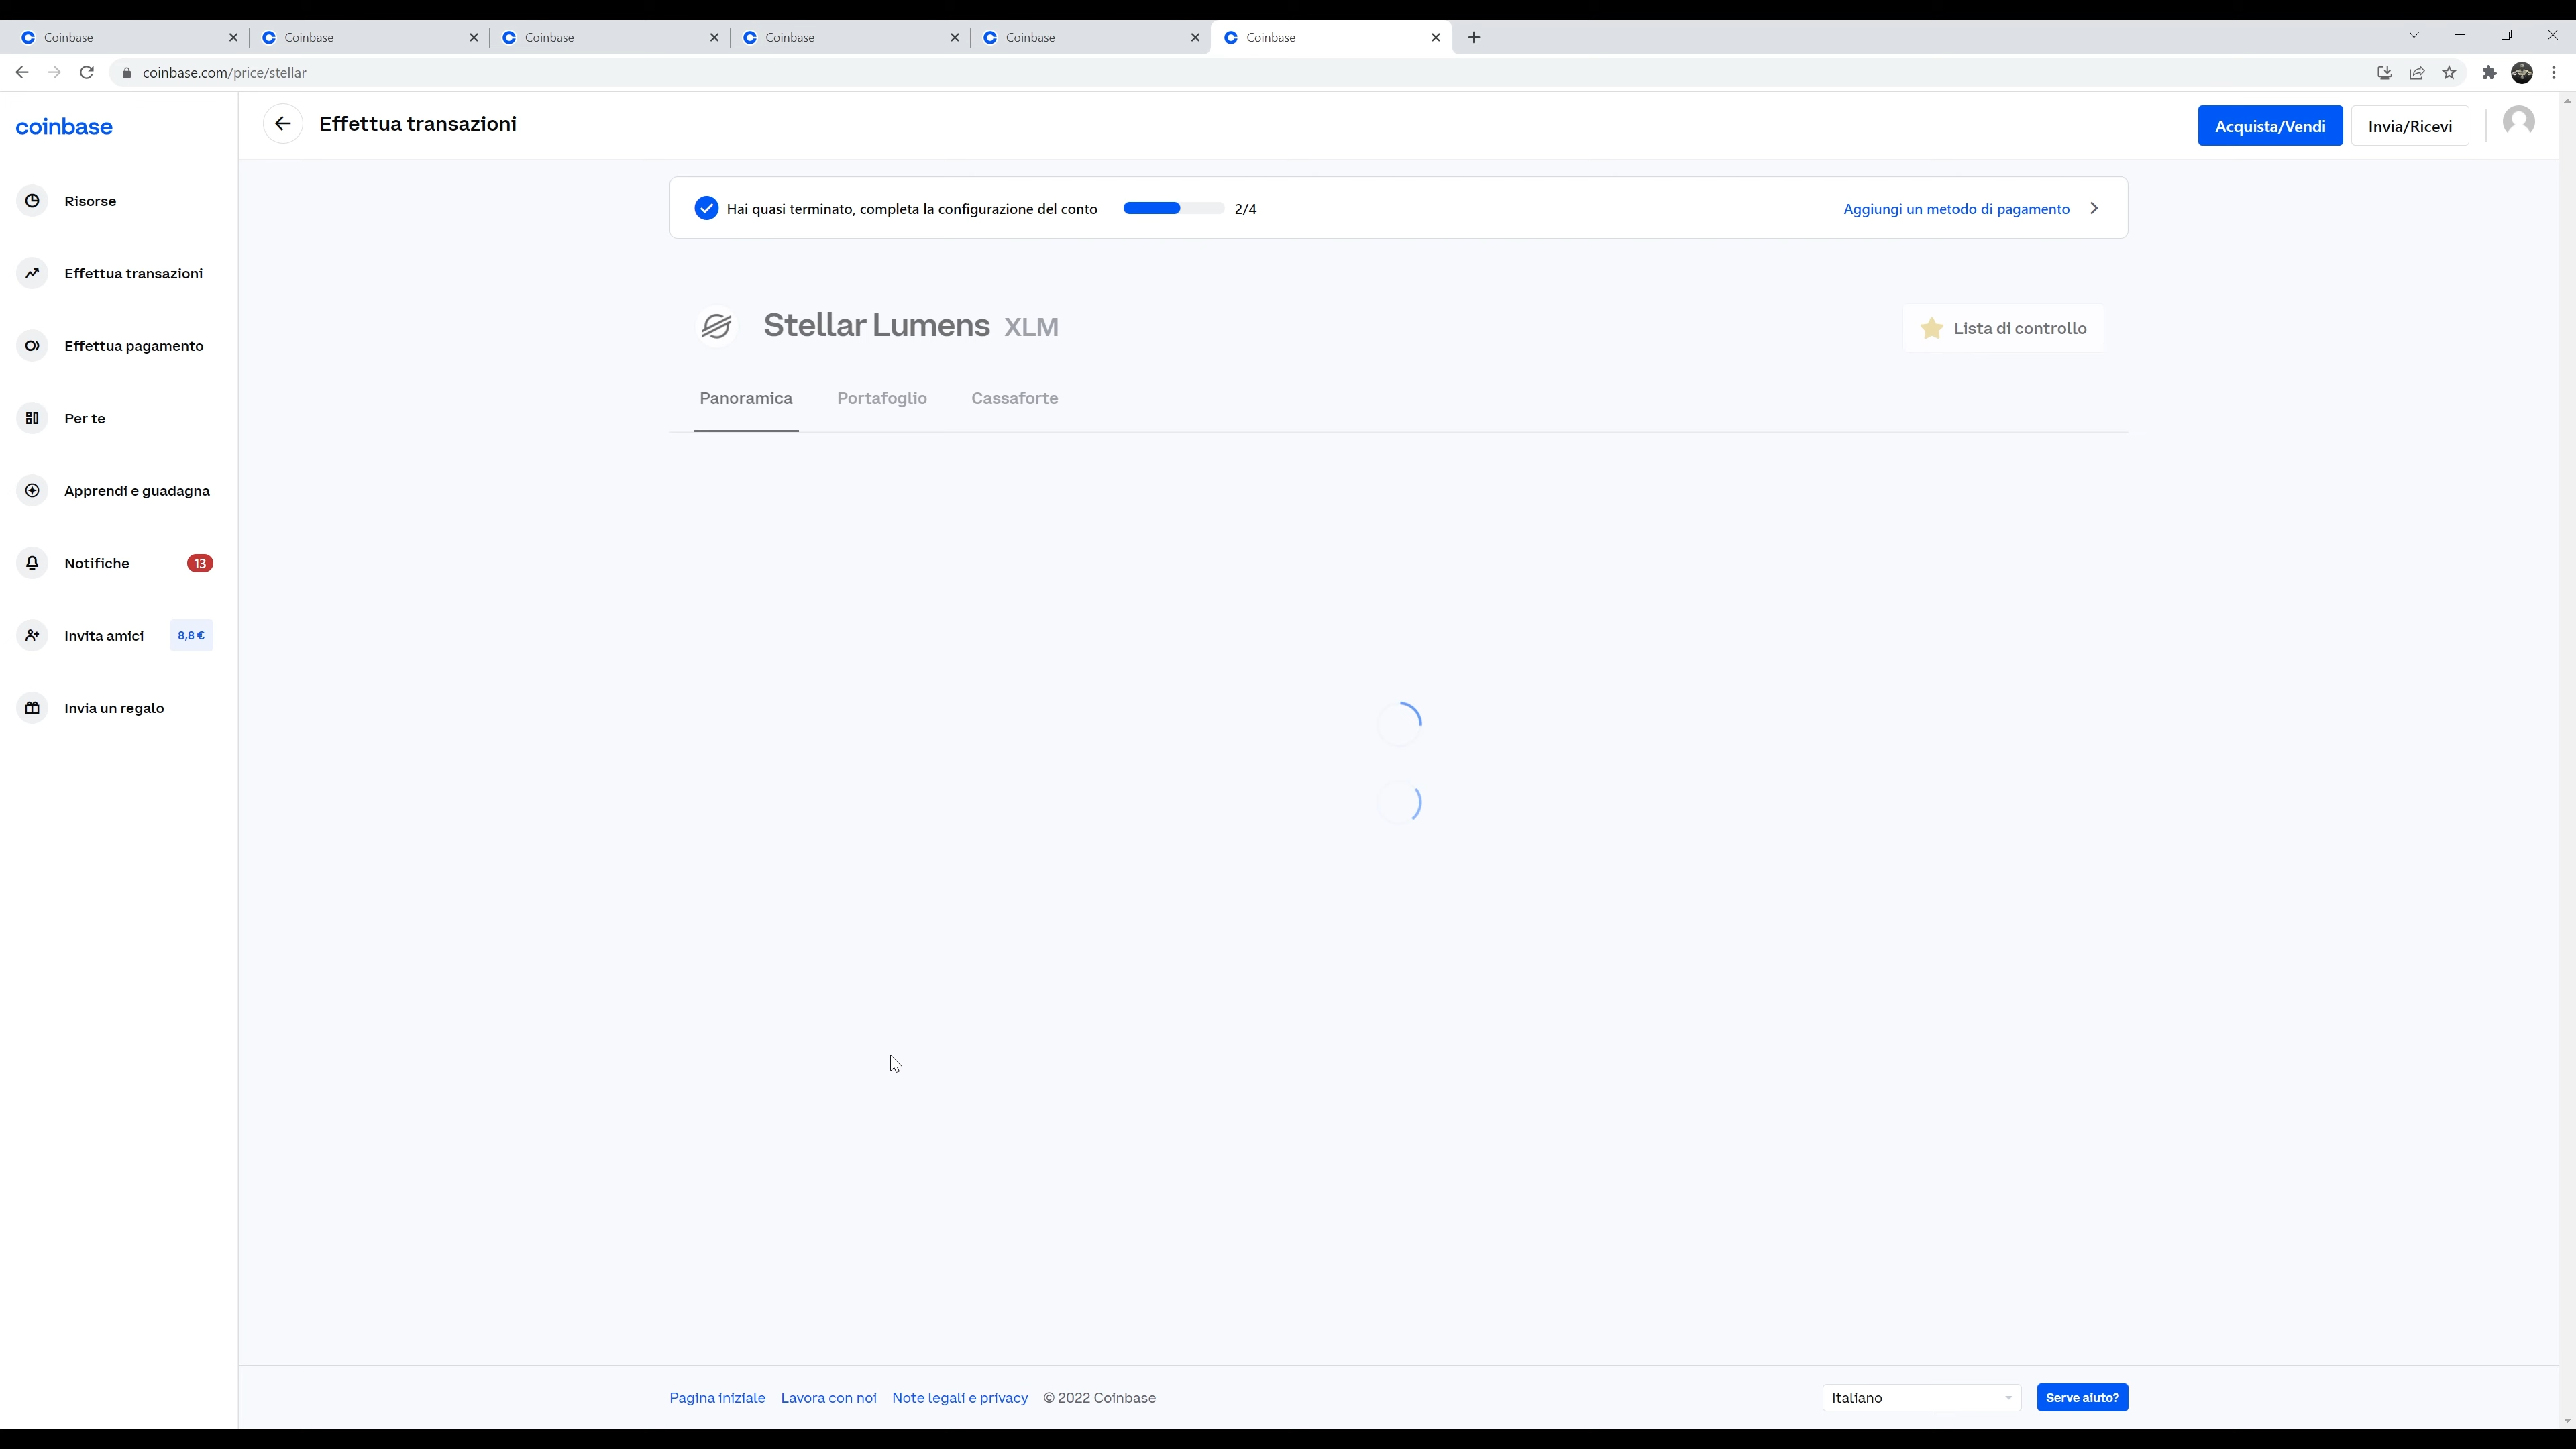 Coinbase Coinbase Coinbase Coinbase Coinbase Coinbase
coinbase.com/price/stellar
coinbase
Effettua transazioni
Acquista/Vendi
Invia/Ricevi
Risorse
Effettua transazioni
Effettua pagamento
Per te
Apprendi e guadagna
Notifiche 13
Invita amici 8,8 €
Invia un regalo
Hai quasi terminato, completa la configurazione del conto 2/4
Aggiungi un metodo di pagamento
Stellar Lumens XLM
Lista di controllo
Panoramica Portafoglio Cassaforte
Pagina iniziale Lavora con noi Note legali e privacy © 2022 Coinbase
Italiano
Serve aiuto?